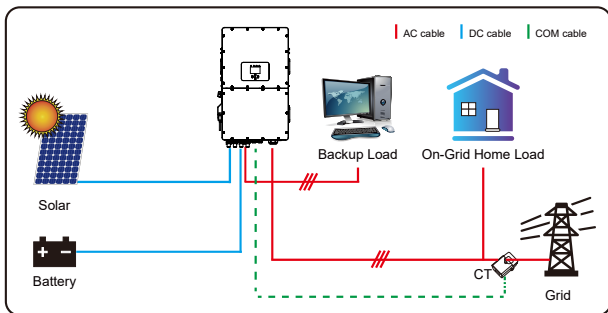 AC cable
DC cable
COM cable
Backup Load
On-Grid Home Load
Solar
CT
Battery
Grid